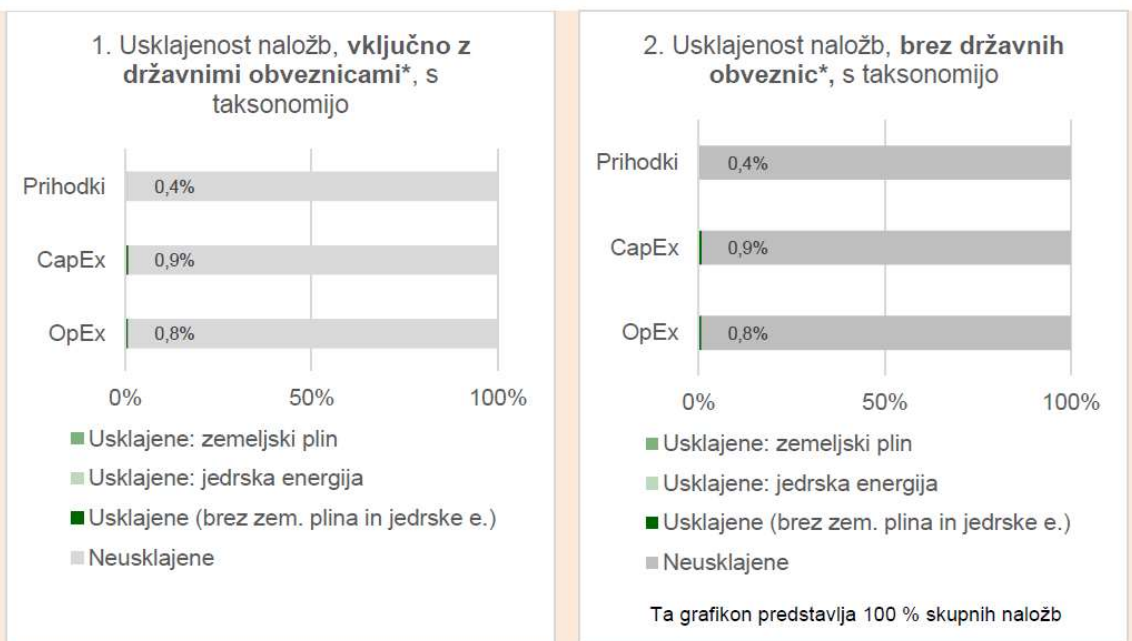 1. Usklajenost naložb, vključno z
državnimi obveznicami*, s
taksonomijo
Prihodki
0,4%
CapEx
0,9%
OpEx
0,8%
0%
50%
100%
Usklajene: zemeljski plin
Usklajene: jedrska energija
Usklajene (brez zem. plina in jedrske e.)
Neusklajene
2. Usklajenost naložb, brez državnih
obveznic*, s taksonomijo
Prihodki
0,4%
CapEx
0,9%
OpEx
0,8%
0%
50%
100%
Usklajene: zemeljski plin
Usklajene: jedrska energija
Usklajene (brez zem. plina in jedrske e.)
Neusklajene
Ta grafikon predstavlja 100 % skupnih naložb